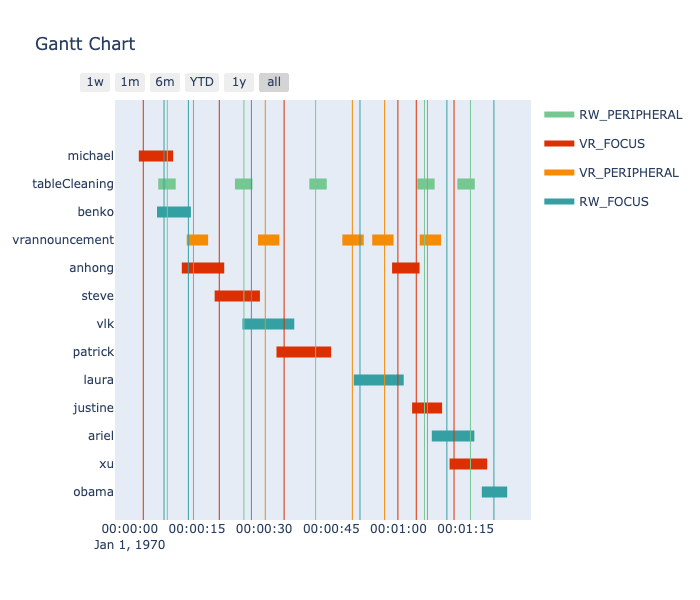 Gantt Chart
1w 1m 6m YTD 1y all
RW_PERIPHERAL
VR_FOCUS
VR_PERIPHERAL
RW_FOCUS
michael
tableCleaning
benko
vrannouncement
anhong
steve
vlk
patrick
laura
justine
ariel
xu
obama
00:00:00 00:00:15 00:00:30 00:00:45 00:01:00 00:01:15
Jan 1, 1970